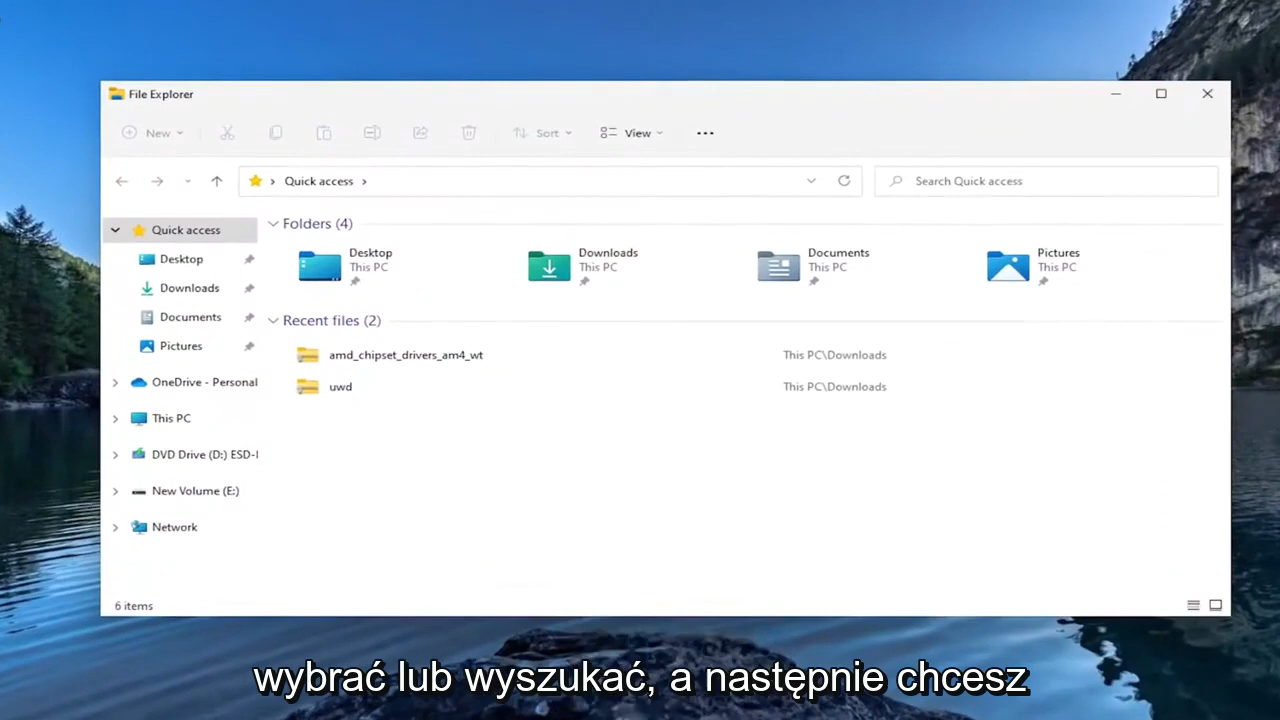 File Explorer
New
Sort
View
Quick access
Search Quick access
Quick access
Desktop
Downloads
Documents
Pictures
OneDrive - Personal
This PC
DVD Drive (D:) ESD-I
New Volume (E:)
Network
Folders (4)
Desktop
This PC
Downloads
This PC
Documents
This PC
Pictures
This PC
Recent files (2)
amd_chipset_drivers_am4_wt This PC\Downloads
uwd This PC\Downloads
6 items
wybrać lub wyszukać, a następnie chcesz